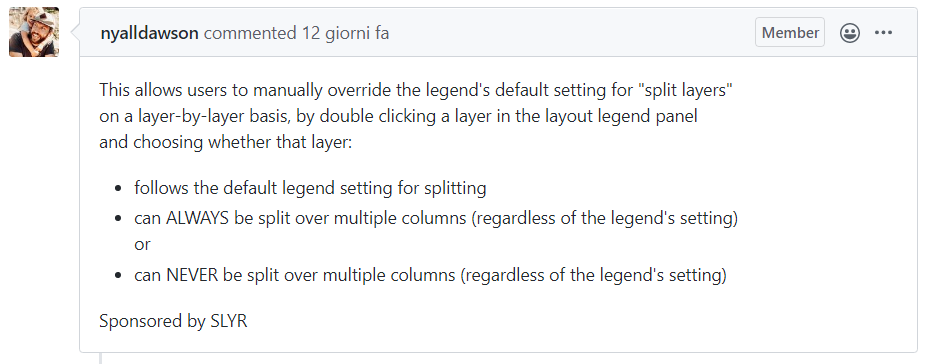 nyalldawson commented 12 giorni fa Member
This allows users to manually override the legend's default setting for "split layers"
on a layer-by-layer basis, by double clicking a layer in the layout legend panel
and choosing whether that layer:
• follows the default legend setting for splitting
• can ALWAYS be split over multiple columns (regardless of the legend's setting)
or
• can NEVER be split over multiple columns (regardless of the legend's setting)
Sponsored by SLYR